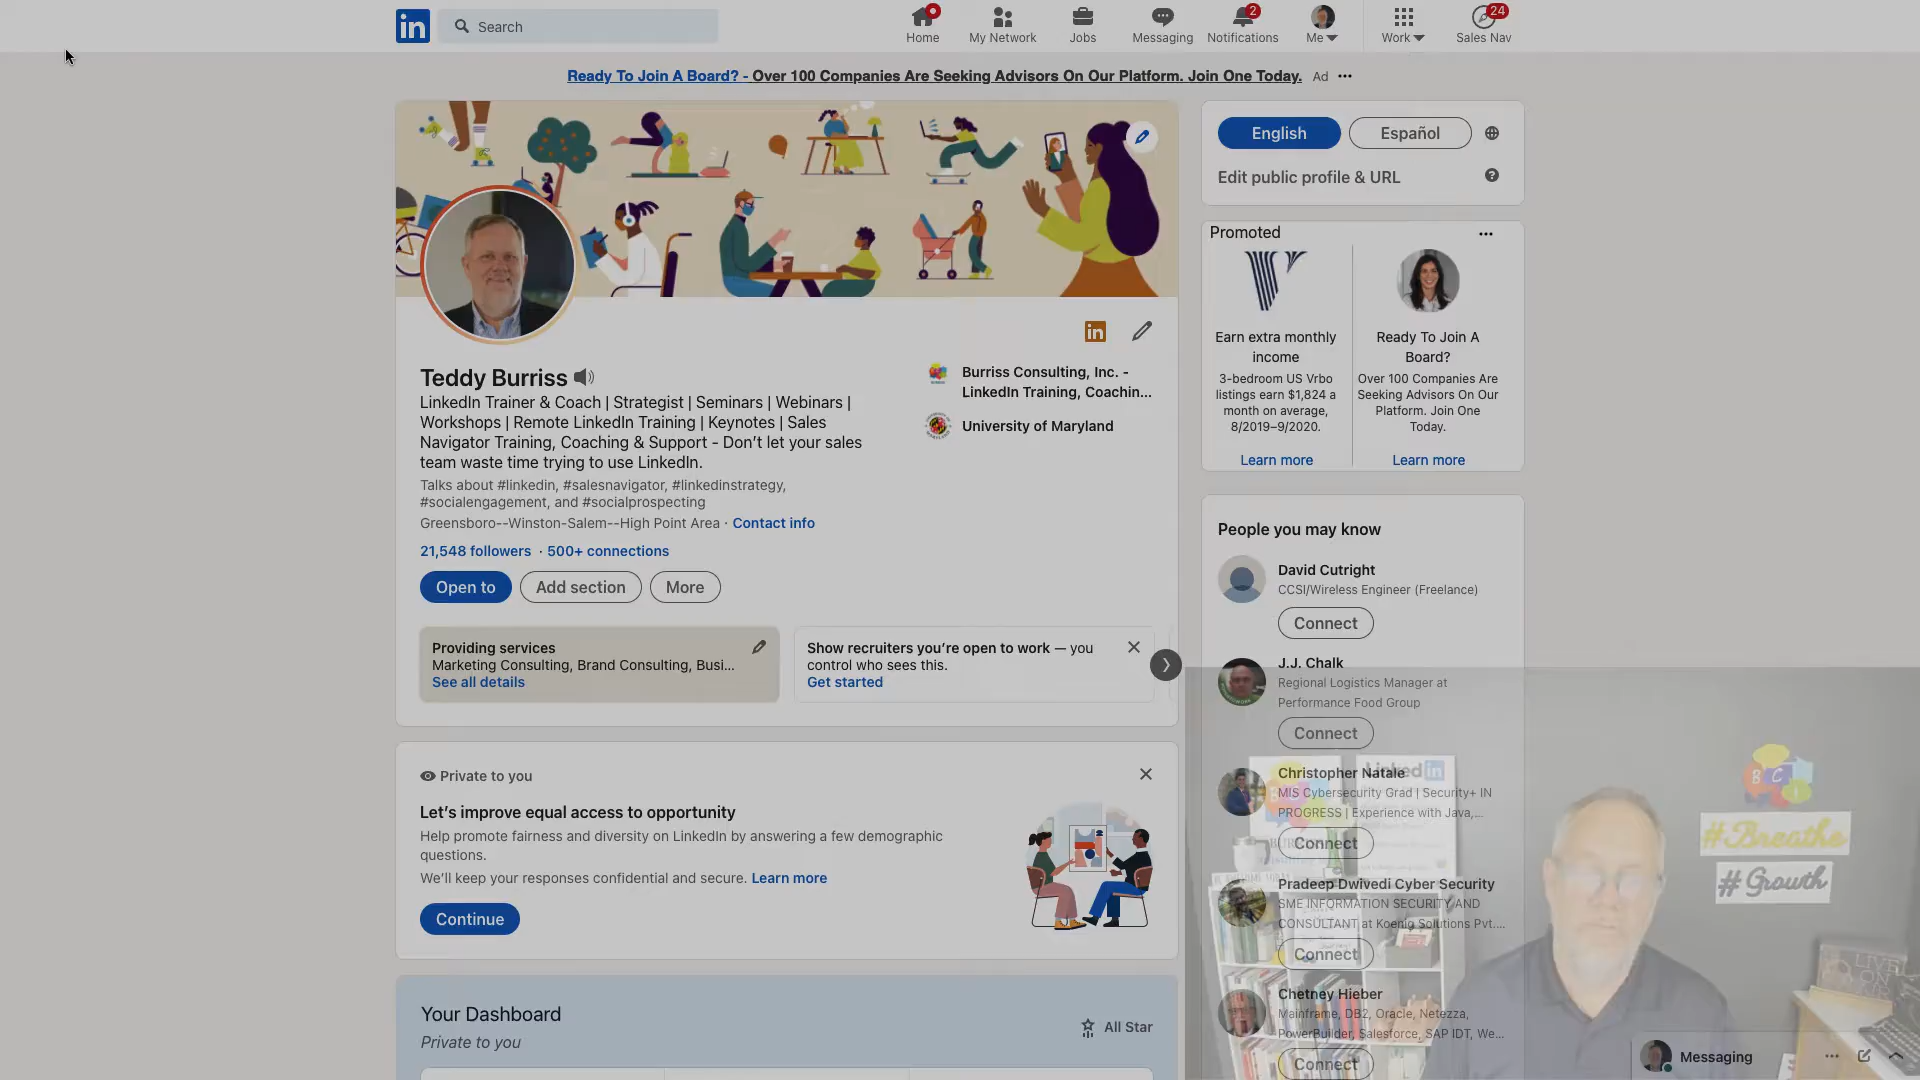 in
Search
Home
My Network
Jobs
Messaging
2
Notifications
Me
Work
24
Sales Nav
Ready To Join A Board? - Over 100 Companies Are Seeking Advisors On Our Platform. Join One Today. Ad
English
Español
Edit public profile & URL
Promoted
Earn extra monthly
income
3-bedroom US Vrbo
listings earn $1,824 a
month on average,
8/2019–9/2020.
Learn more
Ready To Join A
Board?
Over 100 Companies Are
Seeking Advisors On Our
Platform. Join One
Today.
Learn more
in
Teddy Burriss
LinkedIn Trainer & Coach | Strategist | Seminars | Webinars |
Workshops | Remote LinkedIn Training | Keynotes | Sales
Navigator Training, Coaching & Support - Don’t let your sales
team waste time trying to use LinkedIn.
Talks about #linkedin, #salesnavigator, #linkedinstrategy,
#socialengagement, and #socialprospecting
Greensboro--Winston-Salem--High Point Area · Contact info
21,548 followers · 500+ connections
Burriss Consulting, Inc. -
LinkedIn Training, Coachin...
University of Maryland
Open to
Add section
More
Providing services
Marketing Consulting, Brand Consulting, Busi...
See all details
Show recruiters you’re open to work — you
control who sees this.
Get started
Private to you
Let’s improve equal access to opportunity
Help promote fairness and diversity on LinkedIn by answering a few demographic
questions.
We’ll keep your responses confidential and secure. Learn more
Continue
Your Dashboard
Private to you
All Star
People you may know
David Cutright
CCSI/Wireless Engineer (Freelance)
Connect
J.J. Chalk
Regional Logistics Manager at
Performance Food Group
Connect
Christopher Natale
MIS Cybersecurity Grad | Security+ IN
PROGRESS | Experience with Java,...
Connect
Pradeep Dwivedi Cyber Security
SME INFORMATION SECURITY AND
CONSULTANT at Koenig Solutions Pvt....
Connect
Chetney Hieber
Mainframe, DB2, Oracle, Netezza,
PowerBuilder, Salesforce, SAP IDT, We...
Connect
Linked in
B C I
#Breathe
#Growth
LIVE
ON
Messaging